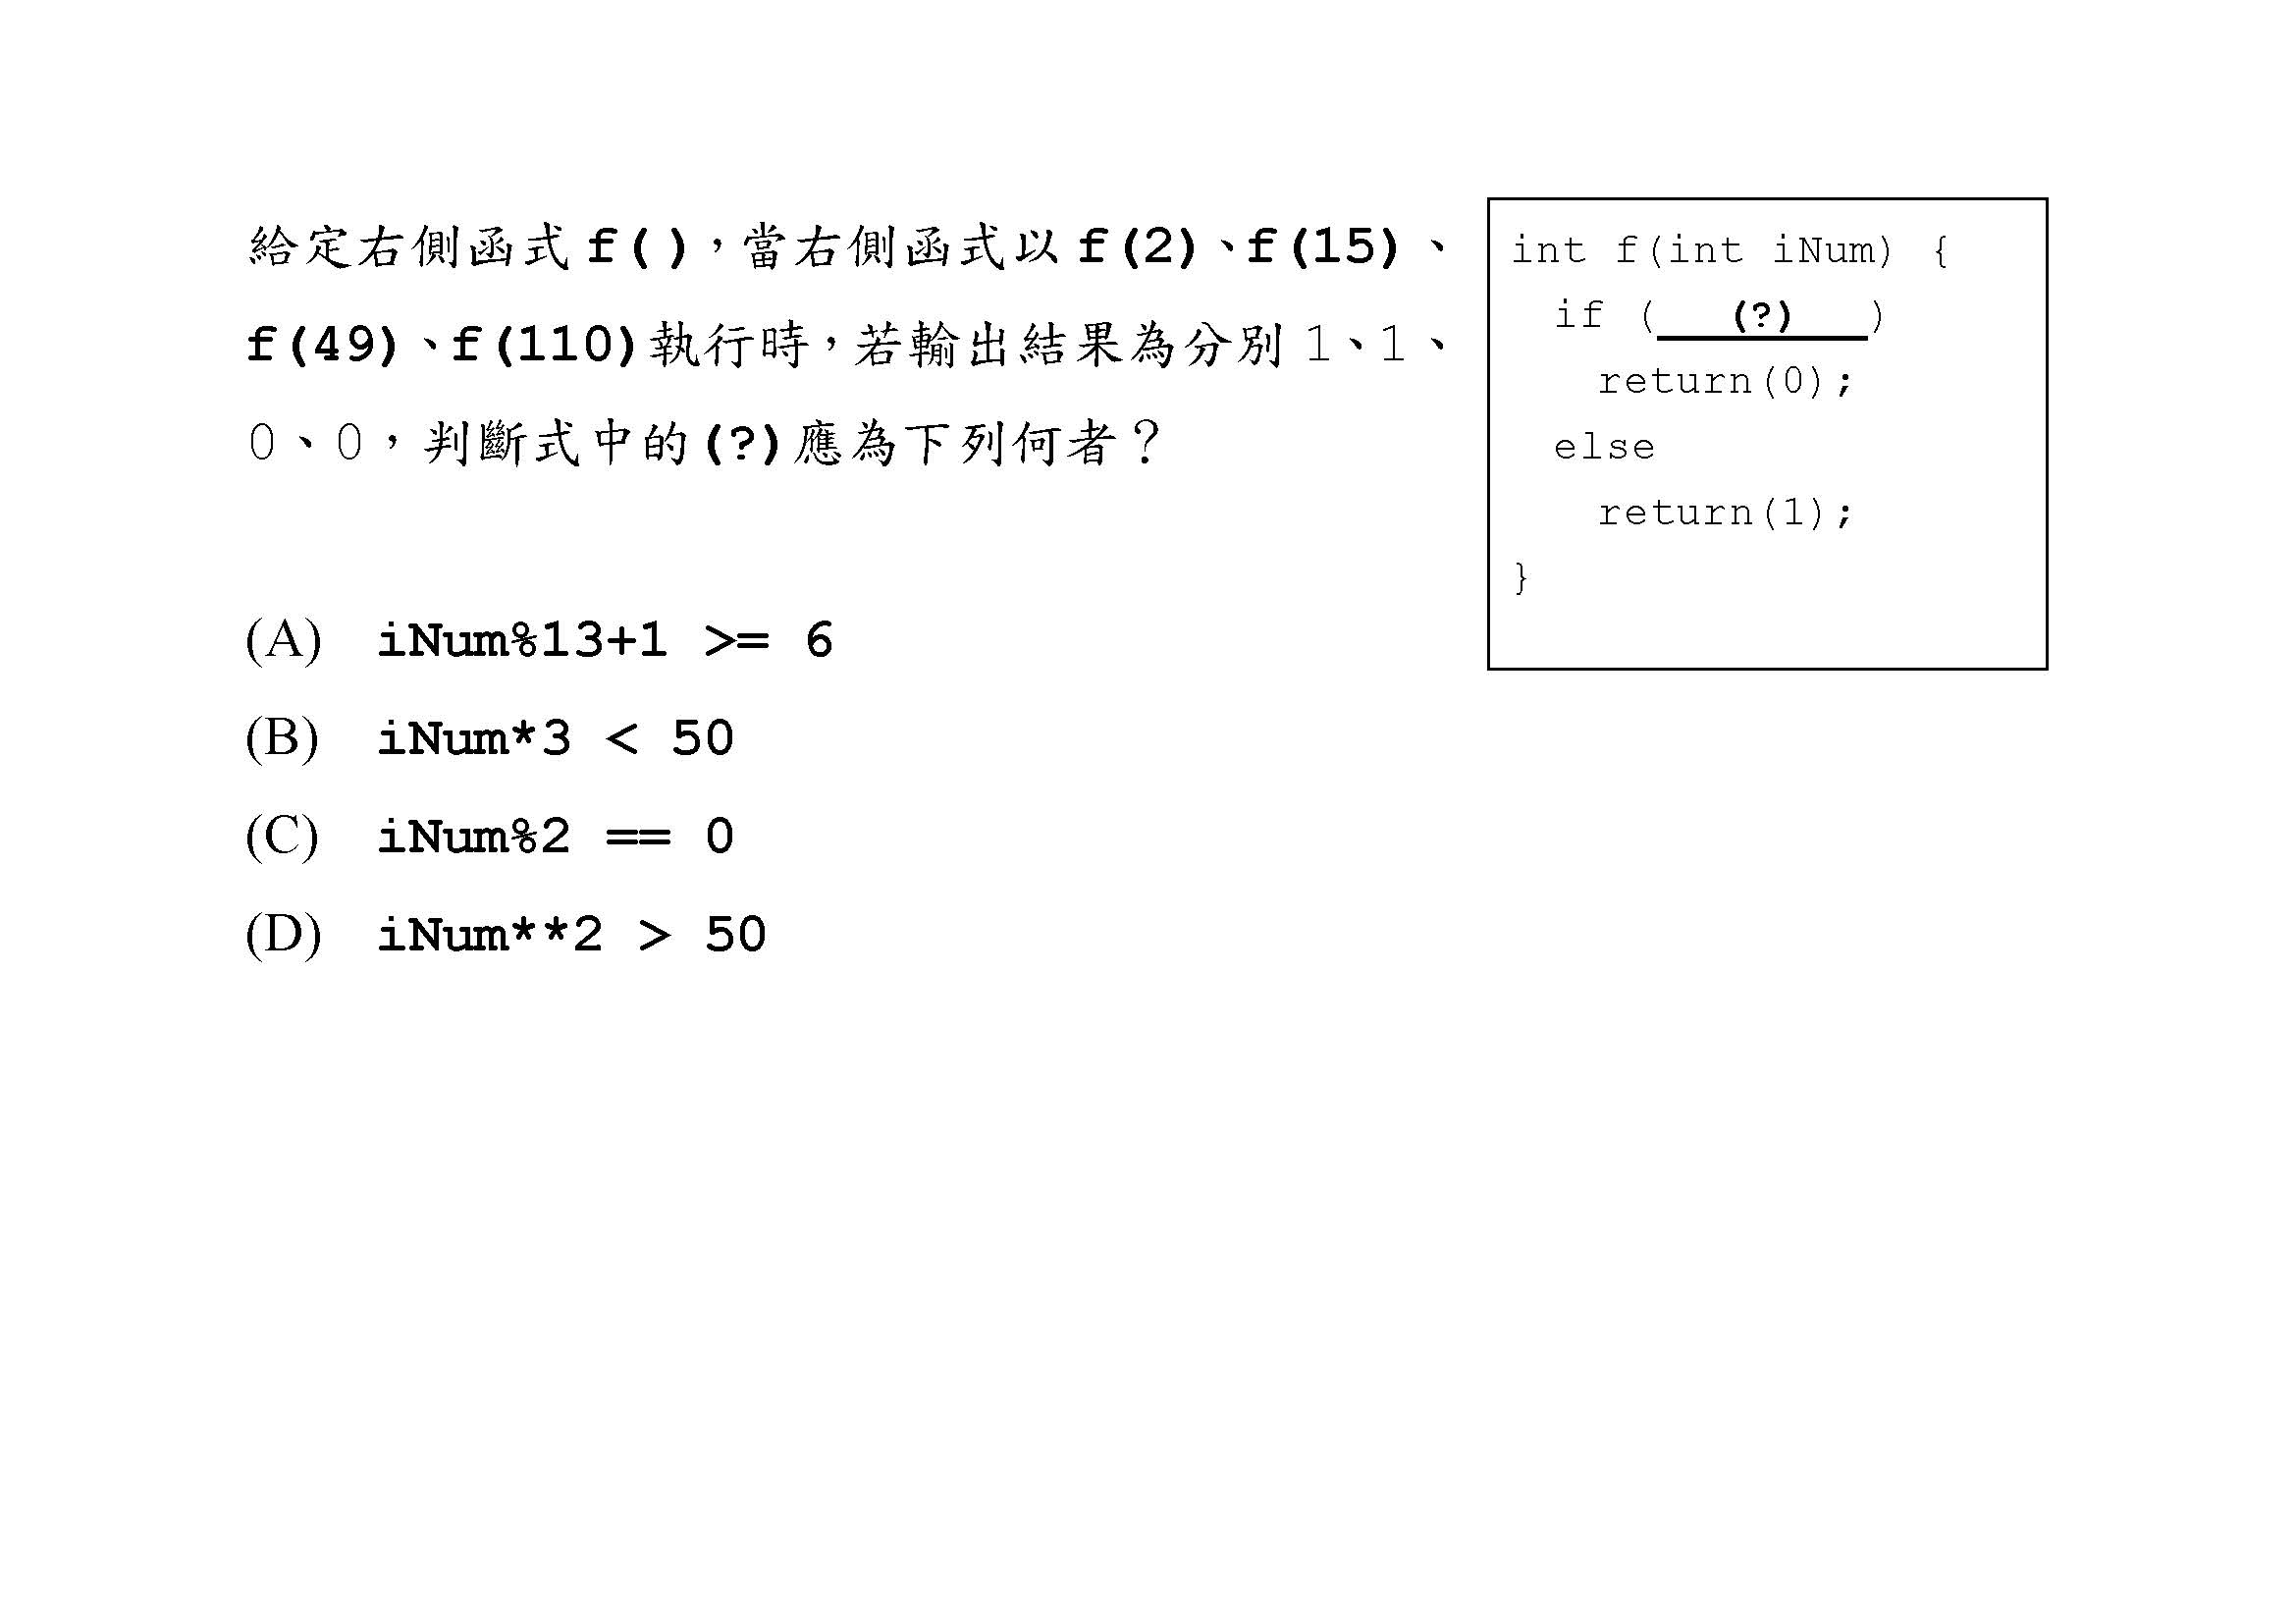 給定右側函式 f()，當右側函式以 f(2)、f(15)、
f(49)、f(110)執行時，若輸出結果為分別 1、1、
0、0，判斷式中的(?)應為下列何者？
(A) iNum%13+1 >= 6
(B) iNum*3 < 50
(C) iNum%2 == 0
(D) iNum**2 > 50
int f(int iNum) {
if ( (?) )
return(0);
else
return(1);
}